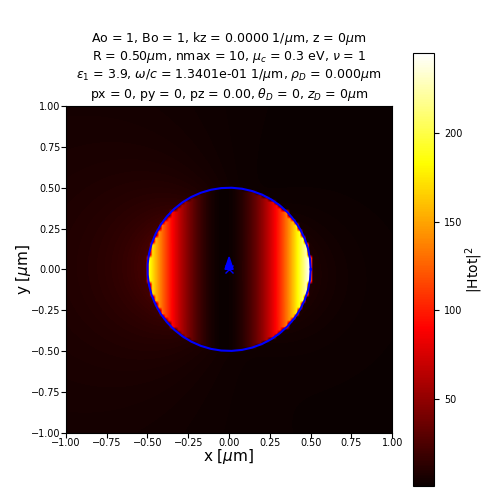 Ao = 1, Bo = 1, kz = 0.0000 1/μm, z = 0μm
R = 0.50μm, nmax = 10, μ_c = 0.3 eV, ν = 1
ε₁ = 3.9, ω/c = 1.3401e-01 1/μm, ρ_D = 0.000μm
px = 0, py = 0, pz = 0.00, θ_D = 0, z_D = 0μm
1.00
0.75
0.50
0.25
0.00
−0.25
−0.50
−0.75
−1.00
y [μm]
−1.00 −0.75 −0.50 −0.25 0.00 0.25 0.50 0.75 1.00
x [μm]
200
150
100
50
|Htot|²